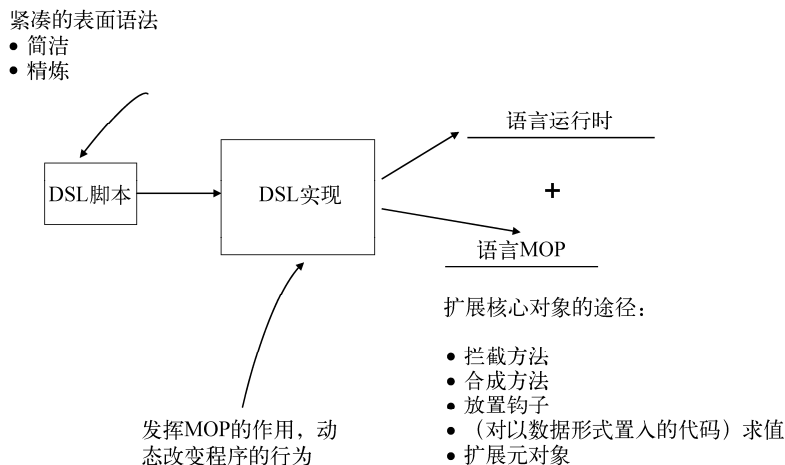 紧凑的表面语法
• 简洁
• 精炼
语言运行时
DSL脚本
DSL实现
+
语言MOP
扩展核心对象的途径：
• 拦截方法
• 合成方法
• 放置钩子
• （对以数据形式置入的代码）求值
• 扩展元对象
发挥MOP的作用，动
态改变程序的行为